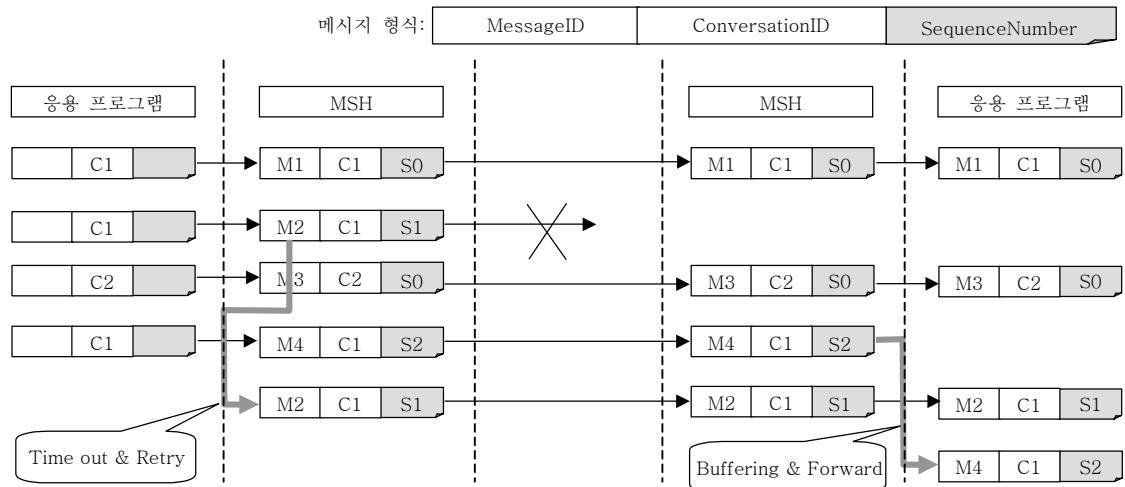 메시지 형식: MessageID ConversationID SequenceNumber
응용 프로그램 MSH MSH 응용 프로그램
C1 M1 C1 S0 M1 C1 S0 M1 C1 S0
C1 M2 C1 S1
C2 M3 C2 S0 M3 C2 S0 M3 C2 S0
C1 M4 C1 S2 M4 C1 S2
M2 C1 S1 M2 C1 S1 M2 C1 S1
Time out & Retry Buffering & Forward M4 C1 S2